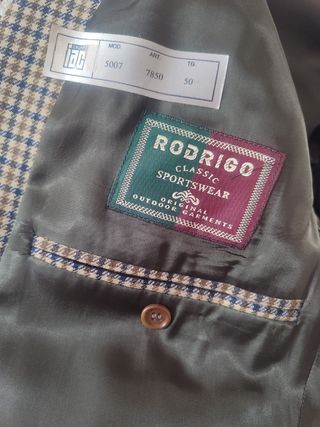 MOD. ART. TG.
5007 7850 50
RODRIGO
CLASSIC
SPORTSWEAR
ORIGINAL
OUTDOOR GARMENTS